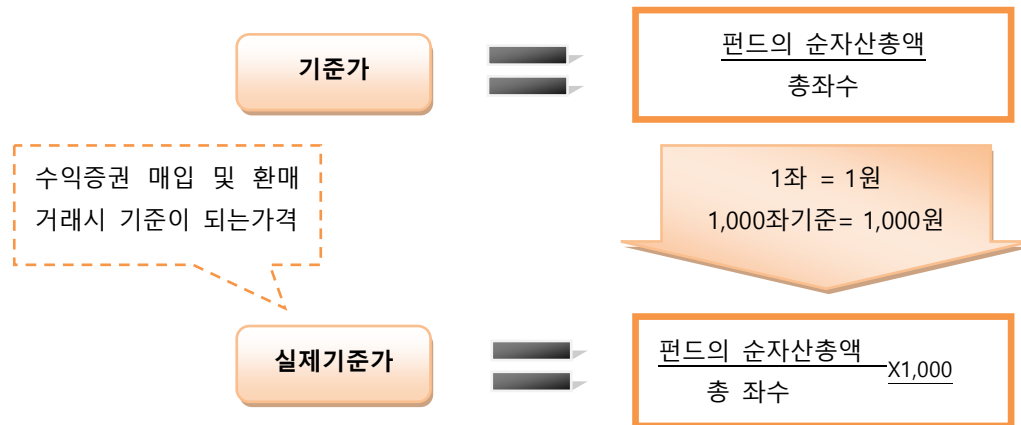 기준가
펀드의 순자산총액
총좌수
수익증권 매입 및 환매
거래시 기준이 되는가격
1좌 = 1원
1,000좌기준= 1,000원
실제기준가
펀드의 순자산총액
X1,000
총 좌수